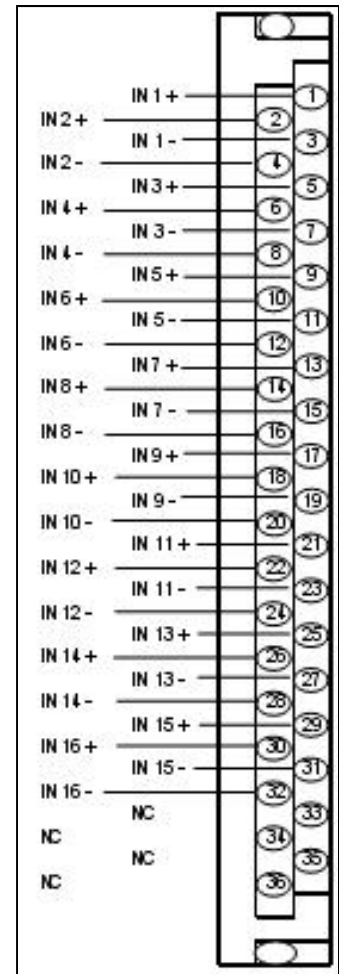 IN 1 + 1
IN 2 + 2
IN 1 - 3
IN 2 - 4
IN 3 + 5
IN 4 + 6
IN 3 - 7
IN 4 - 8
IN 5 + 9
IN 6 + 10
IN 5 - 11
IN 6 - 12
IN 7 + 13
IN 8 + 14
IN 7 - 15
IN 8 - 16
IN 9 + 17
IN 10 + 18
IN 9 - 19
IN 10 - 20
IN 11 + 21
IN 12 + 22
IN 11 - 23
IN 12 - 24
IN 13 + 25
IN 14 + 26
IN 13 - 27
IN 14 - 28
IN 15 + 29
IN 16 + 30
IN 15 - 31
IN 16 - 32
NC 33
NC 34
NC 35
NC 36